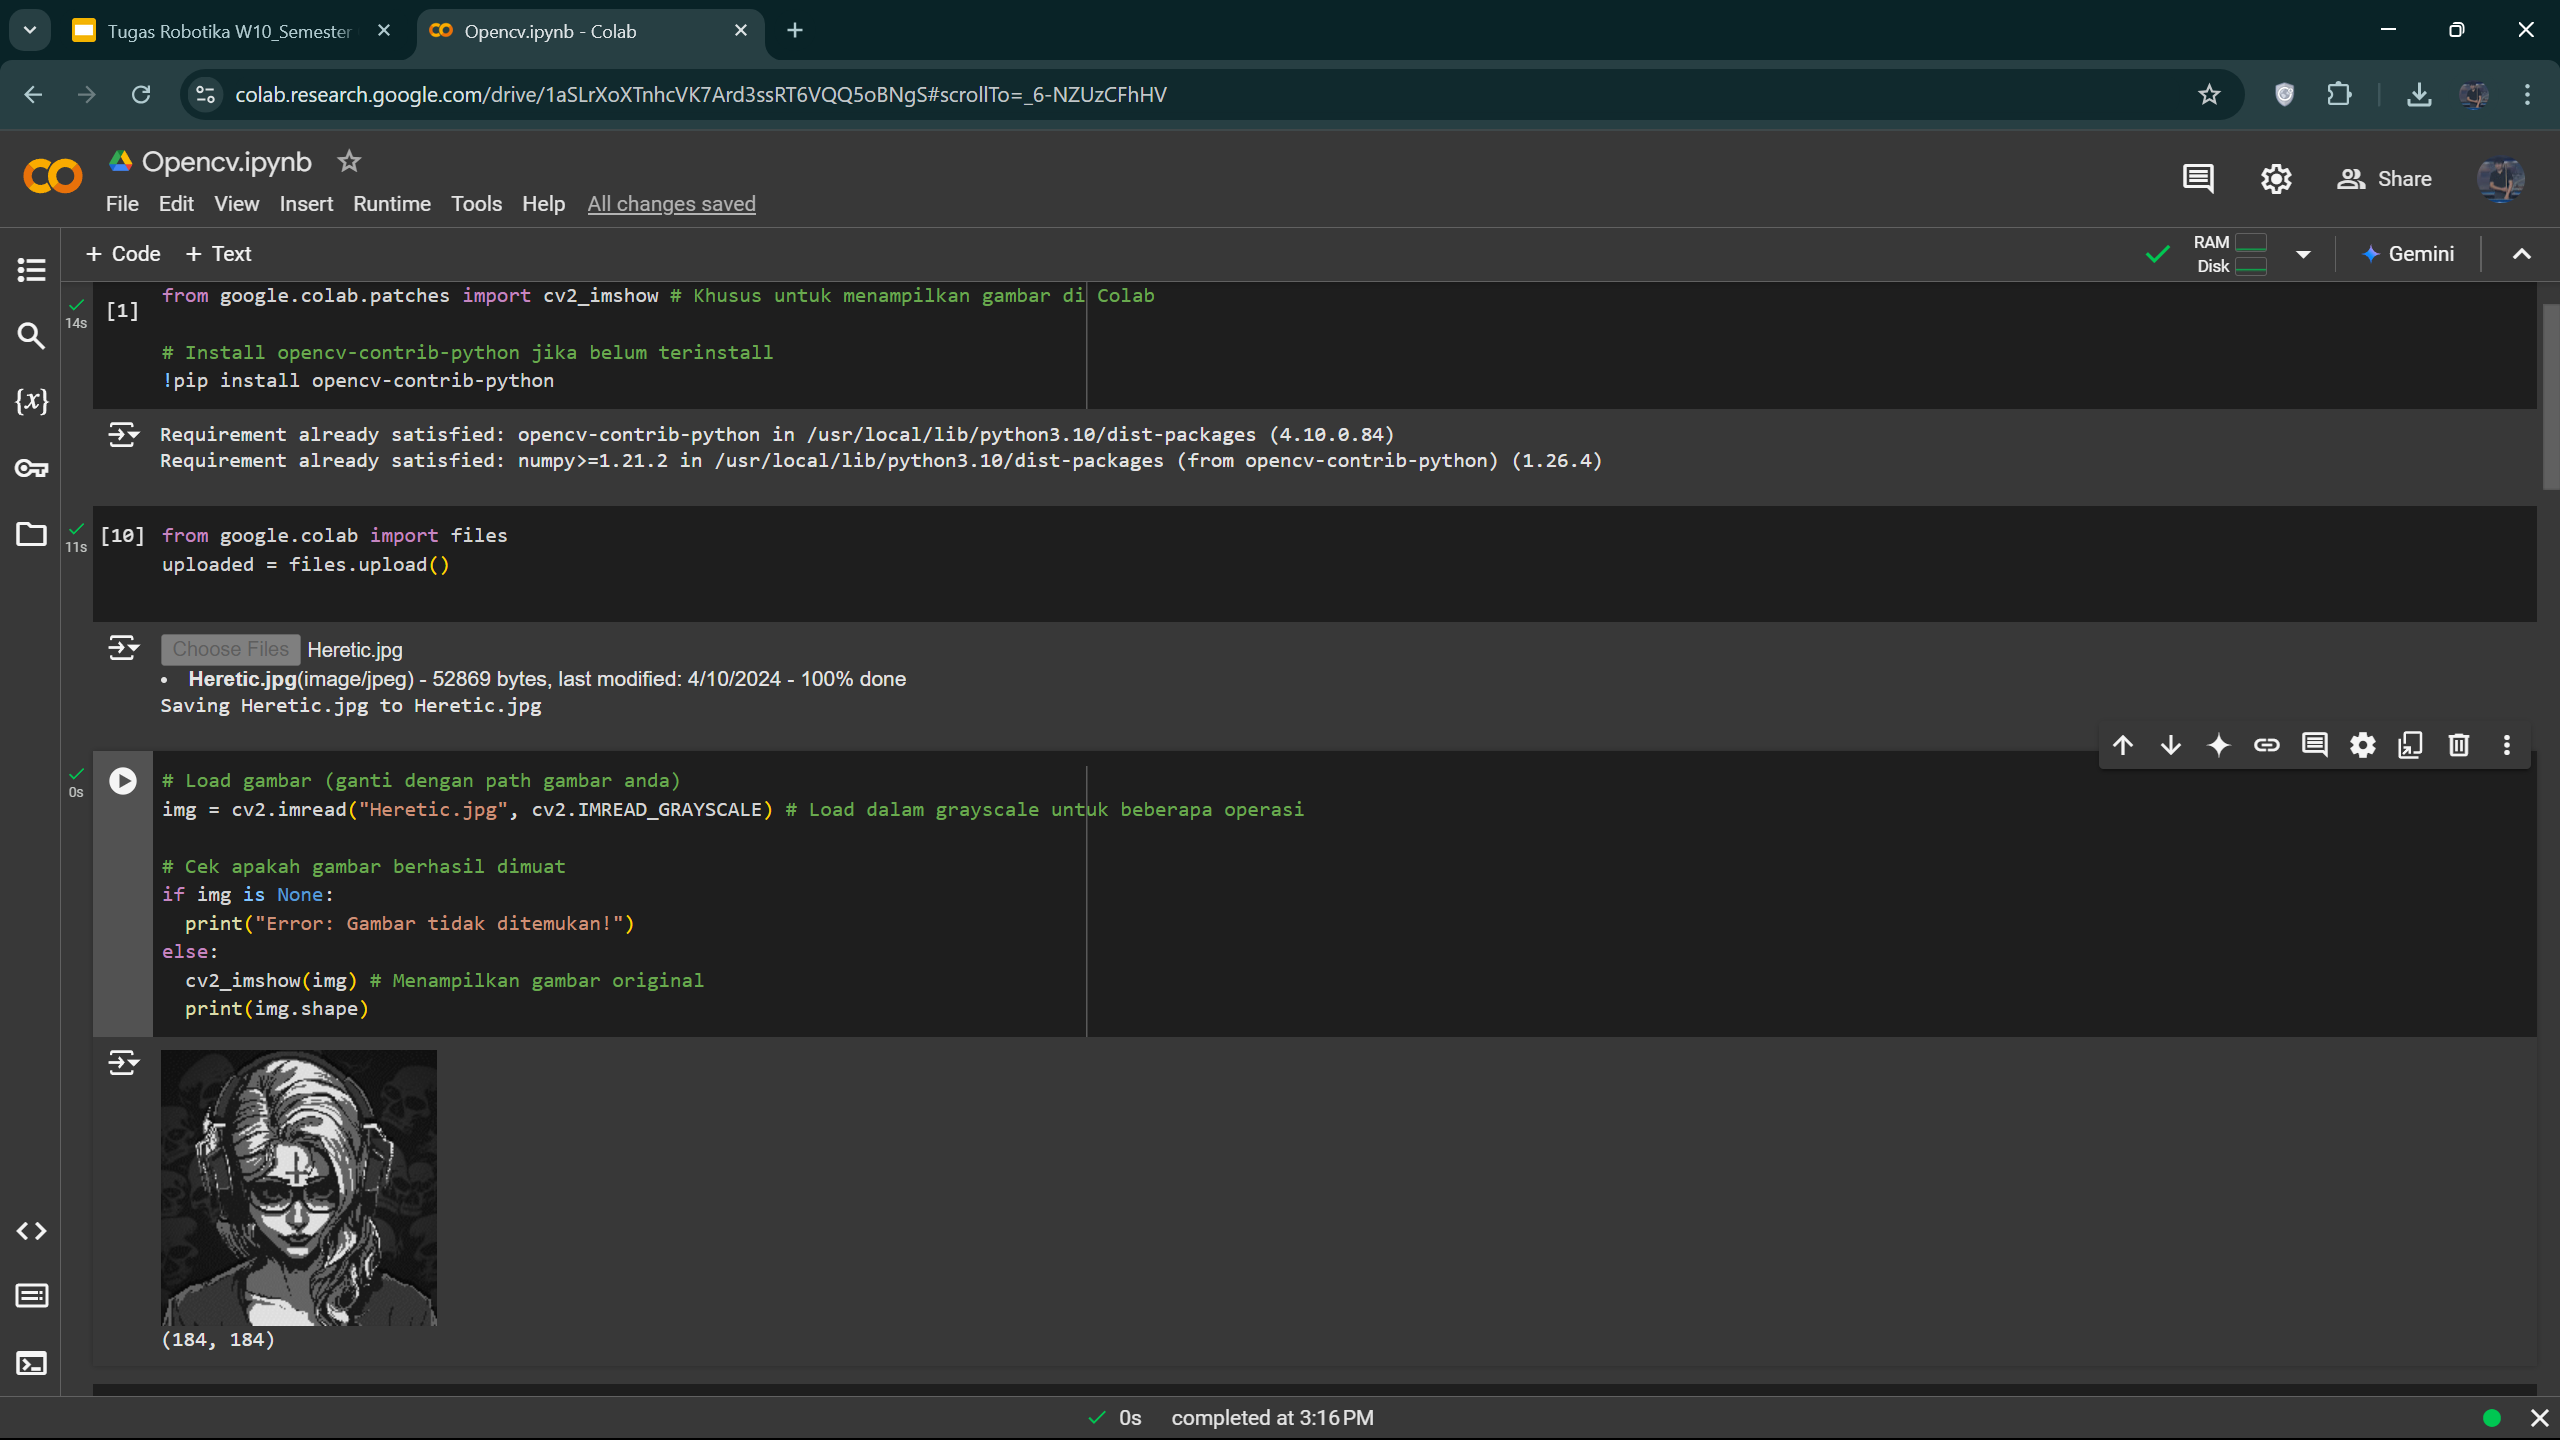 Tugas Robotika W10_Semester
Opencv.ipynb - Colab
colab.research.google.com/drive/1aSLrXoXTnhcVK7Ard3ssRT6VQQ5oBNgS#scrollTo=_6-NZUzCFhHV
CO
Opencv.ipynb
File Edit View Insert Runtime Tools Help All changes saved
Share
+ Code + Text
RAM
Disk
Gemini
14s
[1]
from google.colab.patches import cv2_imshow # Khusus untuk menampilkan gambar di Colab
# Install opencv-contrib-python jika belum terinstall
!pip install opencv-contrib-python
Requirement already satisfied: opencv-contrib-python in /usr/local/lib/python3.10/dist-packages (4.10.0.84)
Requirement already satisfied: numpy>=1.21.2 in /usr/local/lib/python3.10/dist-packages (from opencv-contrib-python) (1.26.4)
11s
[10] from google.colab import files
uploaded = files.upload()
Choose Files Heretic.jpg
• Heretic.jpg(image/jpeg) - 52869 bytes, last modified: 4/10/2024 - 100% done
Saving Heretic.jpg to Heretic.jpg
0s
# Load gambar (ganti dengan path gambar anda)
img = cv2.imread("Heretic.jpg", cv2.IMREAD_GRAYSCALE) # Load dalam grayscale untuk beberapa operasi
# Cek apakah gambar berhasil dimuat
if img is None:
print("Error: Gambar tidak ditemukan!")
else:
cv2_imshow(img) # Menampilkan gambar original
print(img.shape)
(184, 184)
0s completed at 3:16 PM